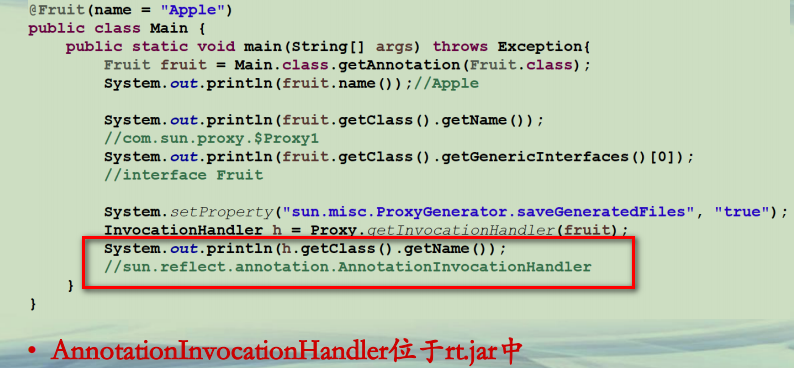 @Fruit(name = "Apple")
public class Main {
public static void main(String[] args) throws Exception{
Fruit fruit = Main.class.getAnnotation(Fruit.class);
System.out.println(fruit.name());//Apple
System.out.println(fruit.getClass().getName());
//com.sun.proxy.$Proxy1
System.out.println(fruit.getClass().getGenericInterfaces()[0]);
//interface Fruit
System.setProperty("sun.misc.ProxyGenerator.saveGeneratedFiles", "true");
InvocationHandler h = Proxy.getInvocationHandler(fruit);
System.out.println(h.getClass().getName());
//sun.reflect.annotation.AnnotationInvocationHandler
}
}
• AnnotationInvocationHandler位于rt.jar中